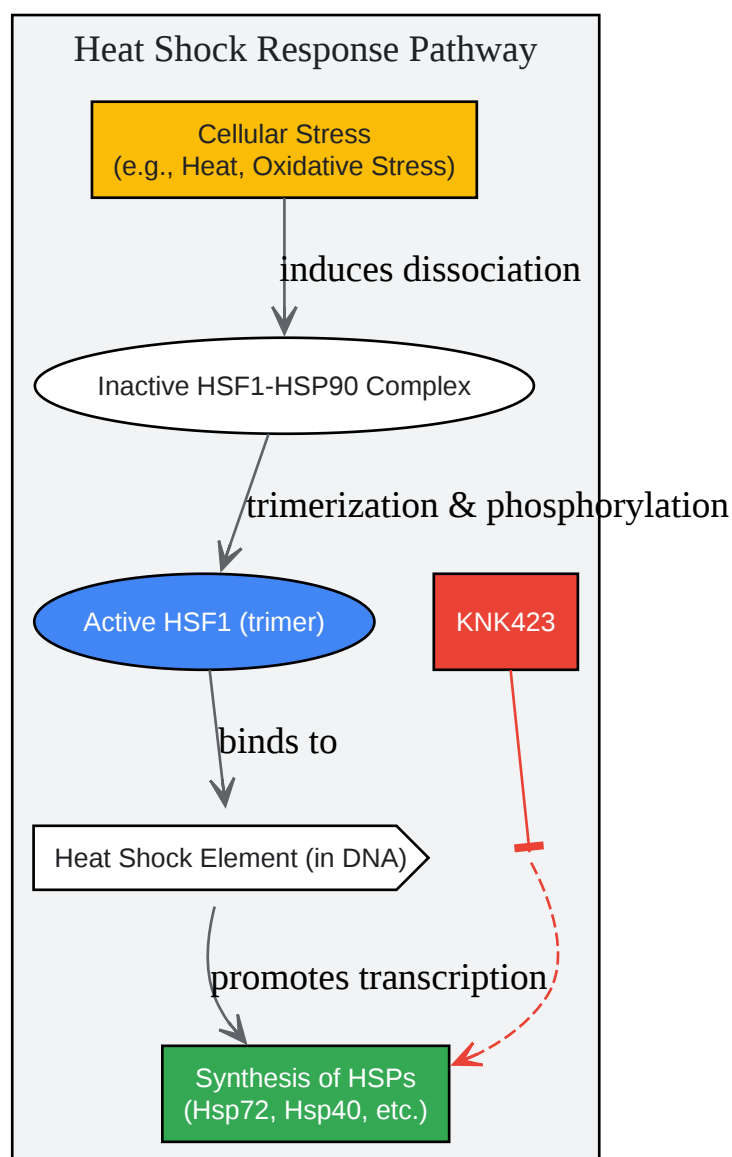 Heat Shock Response Pathway
Cellular Stress
(e.g., Heat, Oxidative Stress)
induces dissociation
Inactive HSF1-HSP90 Complex
trimerization & phosphorylation
Active HSF1 (trimer)
KNK423
binds to
Heat Shock Element (in DNA)
promotes transcription
Synthesis of HSPs
(Hsp72, Hsp40, etc.)